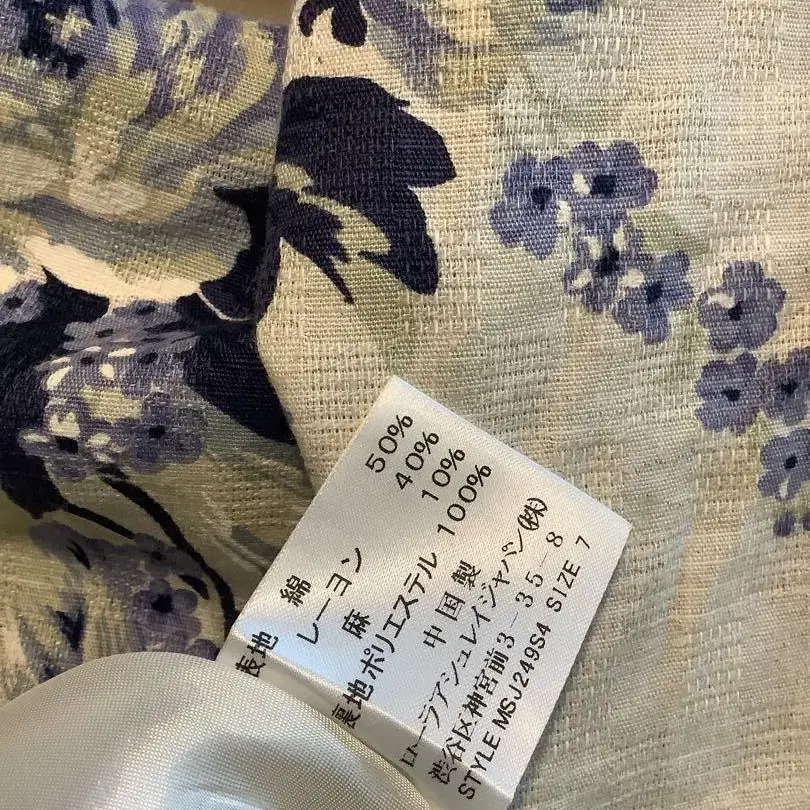 表地 綿 50%
レーヨン 40%
麻 10%
裏地ポリエステル 100%
中国製
ローラアシュレイジャパン(株)
渋谷区神宮前3-35-8
STYLE MSJ249S4 SIZE 7